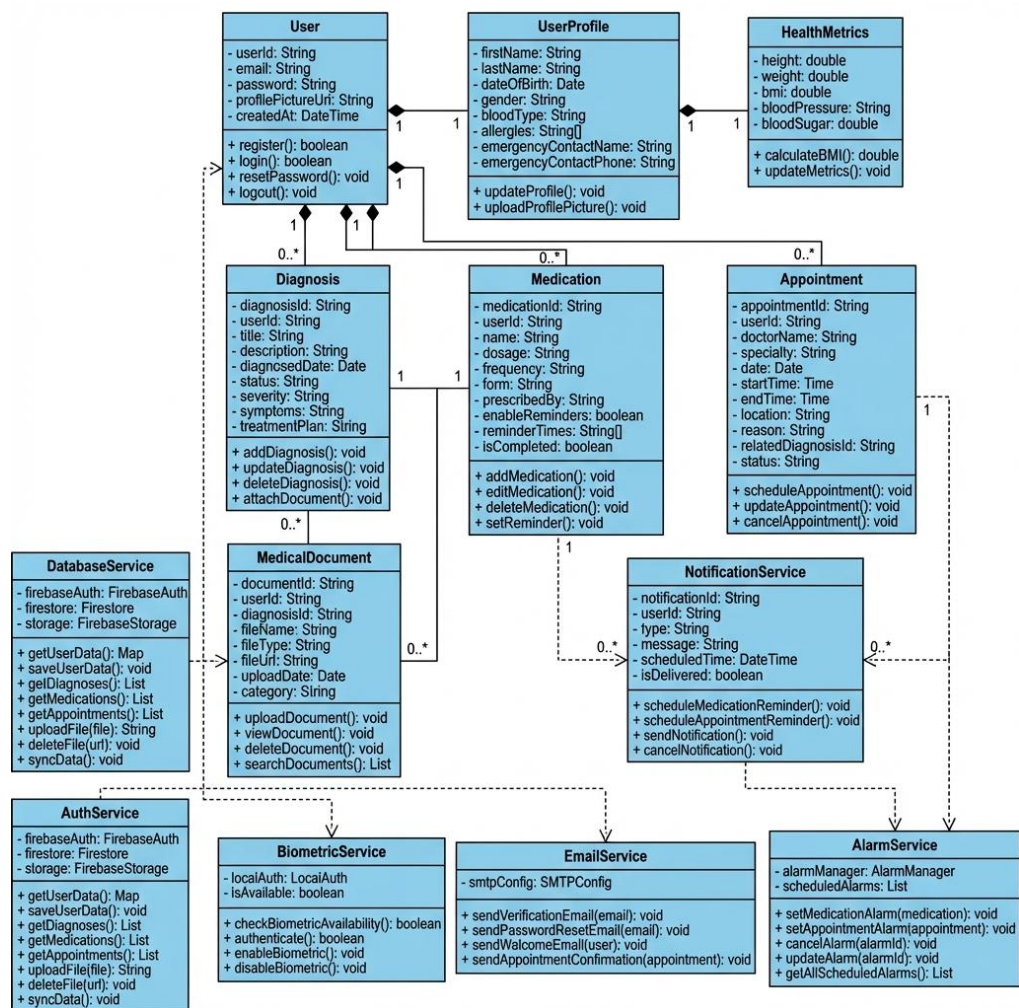 User
- userId: String
- email: String
- password: String
- profilePictureUri: String
- createdAt: DateTime
+ register(): boolean
+ login(): boolean
+ resetPassword(): void
+ logout(): void
1
1
UserProfile
- firstName: String
- lastName: String
- dateOfBirth: Date
- gender: String
- bloodType: String
- allergles: String[]
- emergencyContactName: String
- emergencyContactPhone: String
+ updateProfile(): void
+ uploadProfilePicture(): void
1
1
HealthMetrics
- height: double
- weight: double
- bmi: double
- bloodPressure: String
- bloodSugar: double
+ calculateBMI(): double
+ updateMetrics(): void
1
1
1
0..*
0..*
0..*
Diagnosis
- diagnosisId: String
- userId: String
- title: SIring
- description: String
- diagncsedDate: Date
- status: String
- severity: String
- symptoms: String
- treatmentPlan: SIring
+ addDiagnosis(): void
+ updateDiagnosis(): void
+ deleteDiagnosis(): void
+ attachDocument(): void
1
1
0..*
Medication
- medicationId: String
- userId: String
- name: String
- dosage: String
- frequency: String
- form: String
- prescribedBy: String
- enableReminders: boolean
- reminderTimes: String[]
- isCompleted: boolean
+ addMedication(): void
+ editMedication(): void
+ deleteMedication(): void
+ setReminder(): void
1
Appointment
- appointmentId: String
- userId: String
- doctorName: String
- specialty: String
- date: Date
- startTime: Time
- endTime: Time
- location: String
- reason: String
- relatedDiagnosisId: String
- status: String
+ scheduleAppointment(): void
+ updateAppointment(): void
+ cancelAppointment(): void
1
DatabaseService
- firebaseAuth: FirebaseAuth
- firestore: Firestore
- storage: FirebaseStorage
+ getUserData(): Map
+ saveUserData(): void
+ gelDiagnoses(): List
+ getMedications(): List
+ getAppointments(): List
+ uploadFile(file): String
+ deleteFile(url): void
+ syncData(): void
MedicalDocument
- documentId: String
- userId: String
- diagnosisId: String
- fileName: String
- fileType: String
- fileUrl: String
- uploadDate: Date
- category: SIring
+ uploadDocument(): void
+ viewDocument(): void
+ deleteDocument(): void
+ searchDocuments(): List
0..*
0..*
NotificationService
- notificationId: String
- userId: String
- type: String
- message: String
- scheduledTime: DateTime
- isDelivered: boolean
+ scheduleMedicationReminder(): void
+ scheduleAppointmentReminder(): void
+ sendNotification(): void
+ cancelNotification(): void
0..*
AuthService
- firebaseAuth: FirebaseAuth
- firestore: Firestore
- storage: FirebaseStorage
+ getUserData(): Map
+ saveUserData(): void
+ getDiagnoses(): List
+ getMedications(): List
+ getAppointments(): List
+ uploadFile(file): String
+ deleteFile(url): void
+ syncData(): void
BiometricService
- locaiAuth: LocaiAuth
- isAvailable: boolean
+ checkBiometricAvailability(): boolean
+ authenticate(): boolean
+ enableBiometric(): void
+ disableBiometric(): void
EmailService
- smtpConfig: SMTPConfig
+ sendVerificationEmail(email): void
+ sendPasswordResetEmail(email): void
+ sendWalcomeEmall(user): void
+ sendAppointmentConfirmation(appointment): void
AlarmService
- alarmManager: AlarmManager
- scheduledAlarms: List
+ setMedicationAlarm(medication): void
+ setAppointmentAlarm(appointment): void
+ cancelAlarm(alarmId): void
+ updateAlarm(alarmId): void
+ getAllScheduledAlarms(): List